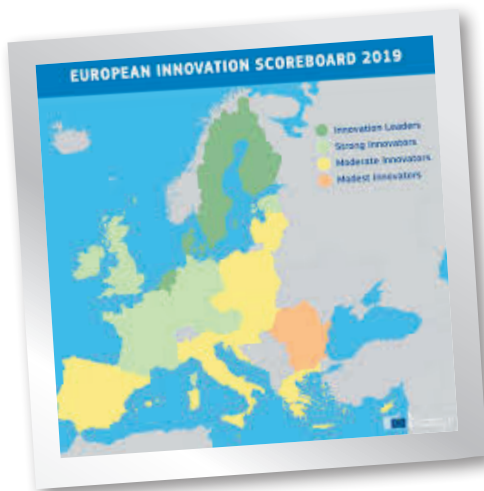 EUROPEAN INNOVATION SCOREBOARD 2019
Innovation Leaders
Strong Innovators
Moderate Innovators
Modest Innovators